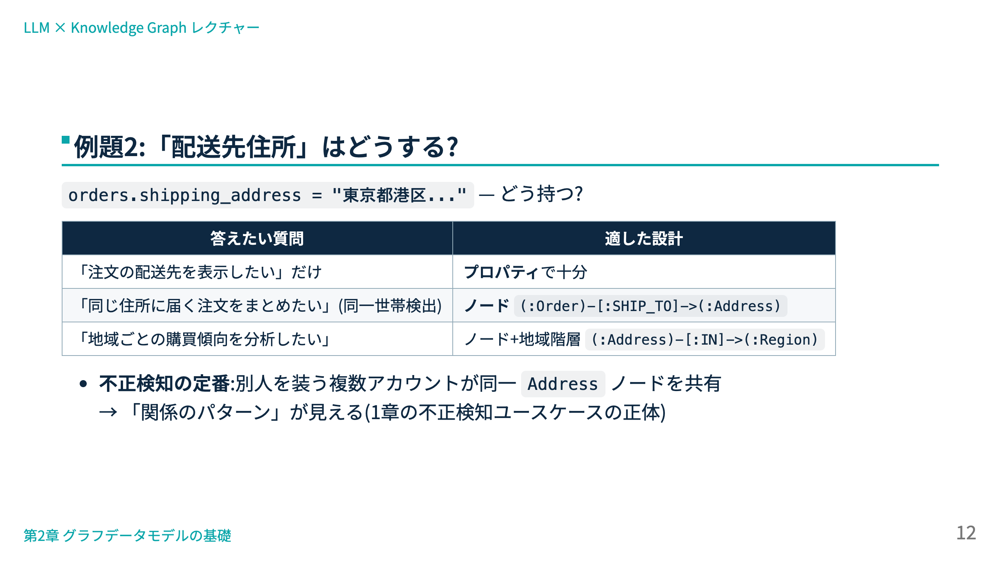 LLM × Knowledge Graph レクチャー
例題2:「配送先住所」はどうする?
orders.shipping_address = "東京都港区..." — どう持つ?
答えたい質問 適した設計
「注文の配送先を表示したい」だけ プロパティで十分
「同じ住所に届く注文をまとめたい」(同一世帯検出) ノード (:Order)-[:SHIP_TO]->(:Address)
「地域ごとの購買傾向を分析したい」 ノード+地域階層 (:Address)-[:IN]->(:Region)
• 不正検知の定番:別人を装う複数アカウントが同一 Address ノードを共有
→ 「関係のパターン」が見える(1章の不正検知ユースケースの正体)
第2章 グラフデータモデルの基礎
12